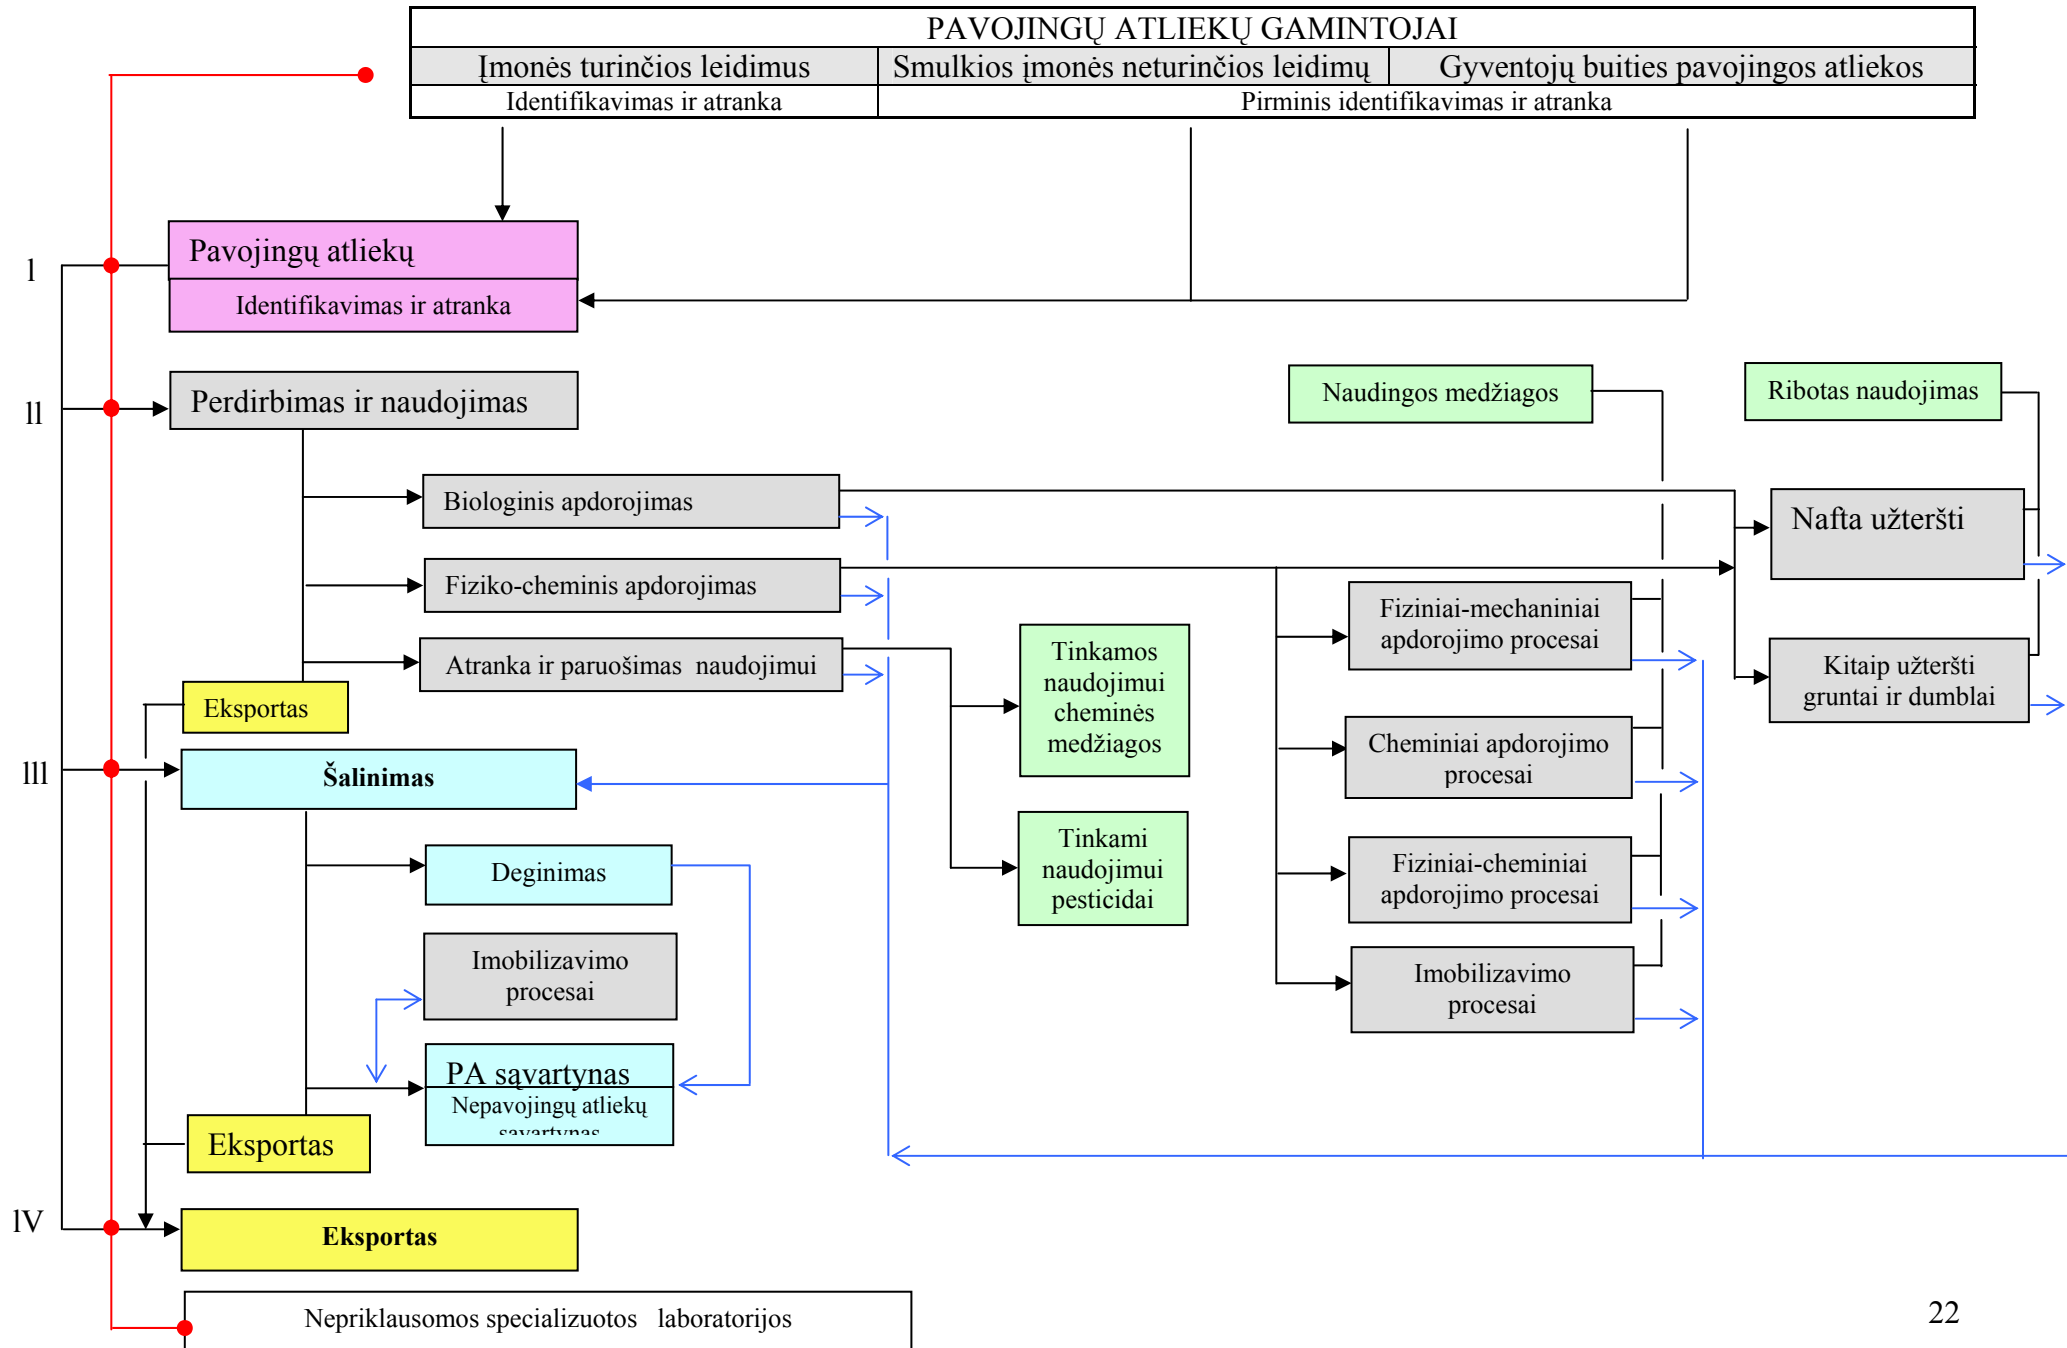 PAVOJINGŲ ATLIEKŲ GAMINTOJAI
Įmonės turinčios leidimus
Smulkios įmonės neturinčios leidimų
Gyventojų buities pavojingos atliekos
Identifikavimas ir atranka
Pirminis identifikavimas ir atranka
l
Pavojingų atliekų
Identifikavimas ir atranka
ll
Perdirbimas ir naudojimas
Naudingos medžiagos
Ribotas naudojimas
Biologinis apdorojimas
Nafta užteršti
Fiziko-cheminis apdorojimas
Fiziniai-mechaniniai
apdorojimo procesai
Atranka ir paruošimas naudojimui
Tinkamos
naudojimui
cheminės
medžiagos
Kitaip užteršti
gruntai ir dumblai
Eksportas
lll
Šalinimas
Cheminiai apdorojimo
procesai
Deginimas
Tinkami
naudojimui
pesticidai
Fiziniai-cheminiai
apdorojimo procesai
Imobilizavimo
procesai
Imobilizavimo
procesai
PA sąvartynas
Nepavojingų atliekų
sąvartynas
Eksportas
lV
Eksportas
Nepriklausomos specializuotos laboratorijos
22